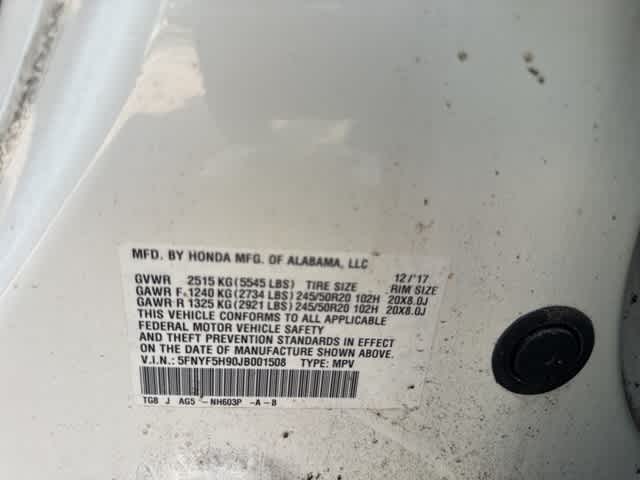 MFD. BY HONDA MFG. OF ALABAMA, LLC 12/'17
GVWR 2515 KG (5545 LBS) TIRE SIZE RIM SIZE
GAWR F 1240 KG (2734 LBS) 245/50R20 102H 20X8.0J
GAWR R 1325 KG (2921 LBS) 245/50R20 102H 20X8.0J
THIS VEHICLE CONFORMS TO ALL APPLICABLE
FEDERAL MOTOR VEHICLE SAFETY
AND THEFT PREVENTION STANDARDS IN EFFECT
ON THE DATE OF MANUFACTURE SHOWN ABOVE.
V.I.N.: 5FNYF5H90JB001508 TYPE: MPV
TG8 J AG5 -NH603P -A-B